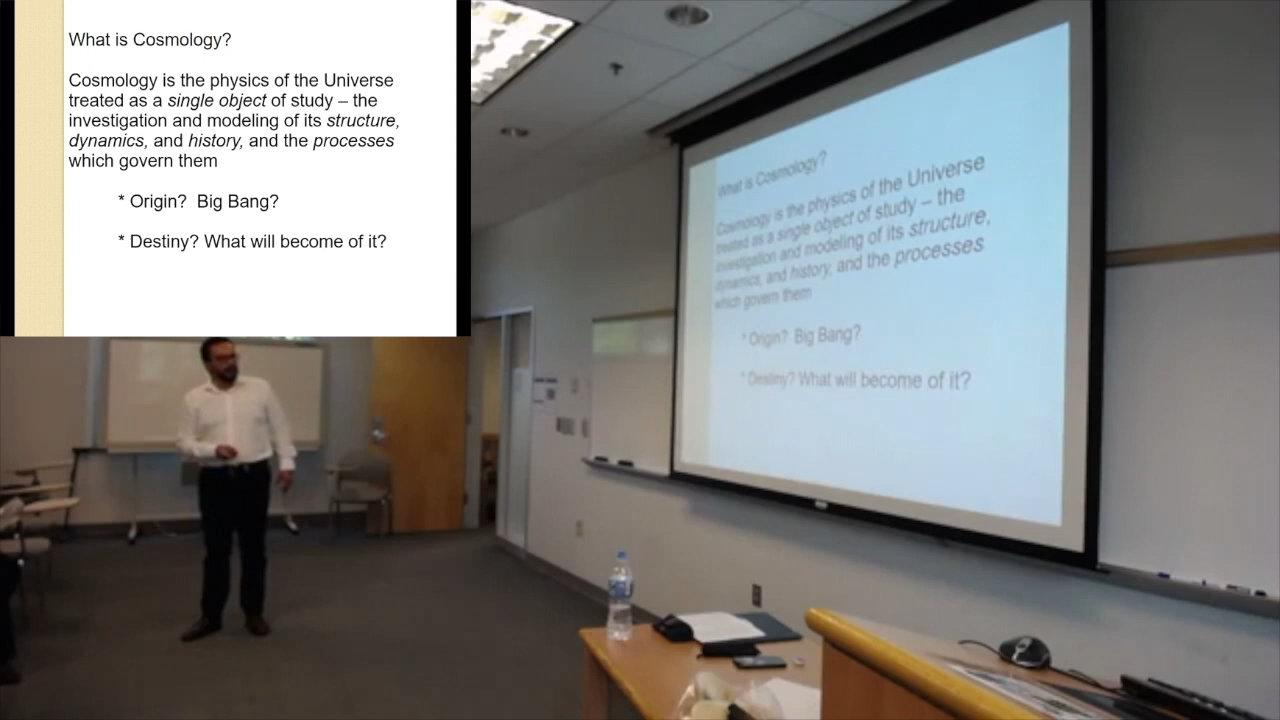 What is Cosmology?
Cosmology is the physics of the Universe
treated as a single object of study – the
investigation and modeling of its structure,
dynamics, and history, and the processes
which govern them
* Origin?  Big Bang?
* Destiny? What will become of it?
What is Cosmology?
Cosmology is the physics of the Universe
treated as a single object of study – the
investigation and modeling of its structure,
dynamics, and history, and the processes
which govern them
* Origin?  Big Bang?
* Destiny? What will become of it?